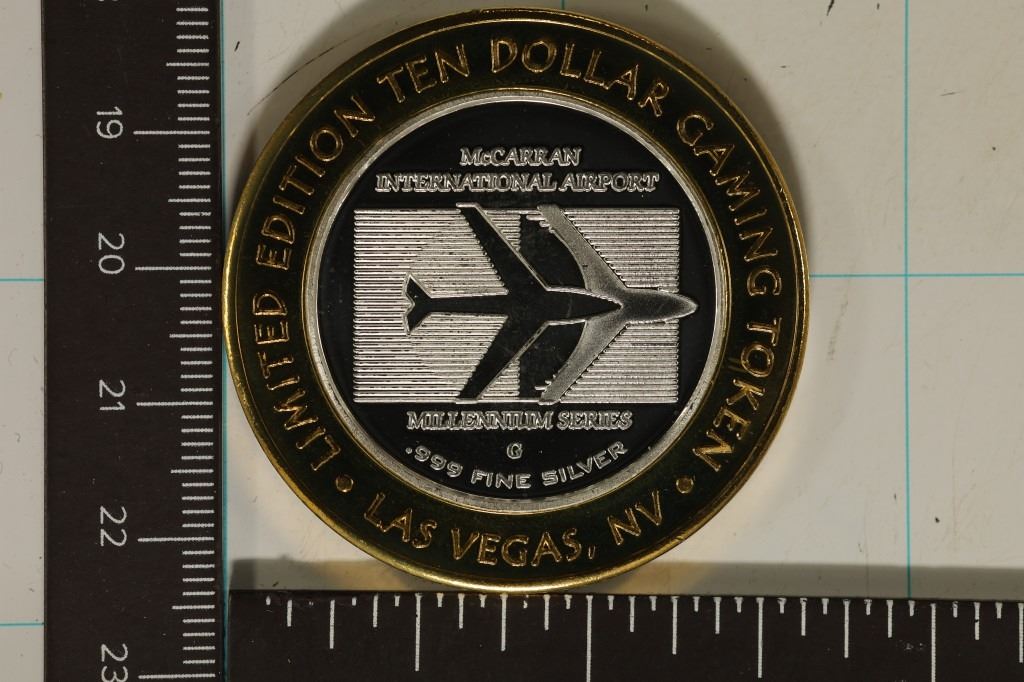 LIMITED EDITION TEN DOLLAR GAMING TOKEN
McCARRAN
INTERNATIONAL AIRPORT
MILLENNIUM SERIES
G
.999 FINE SILVER
• LAS VEGAS, NV •
19
20
21
22
23